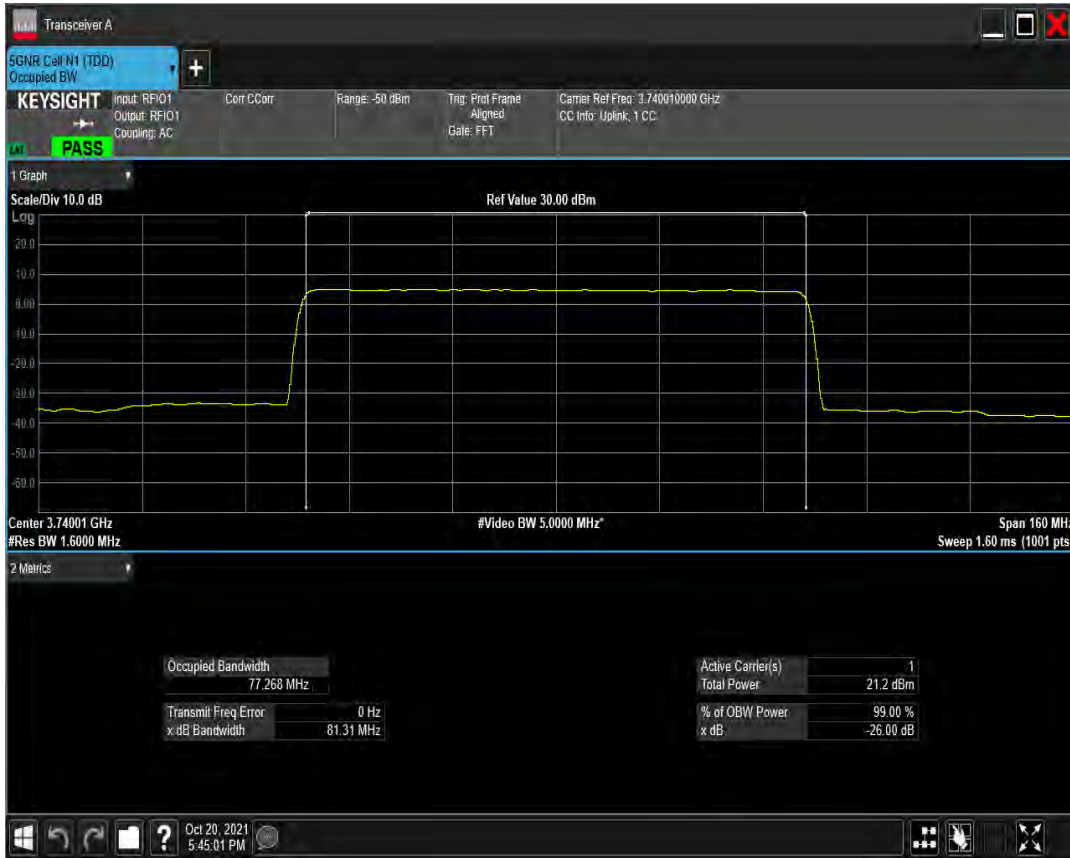 Transceiver A
5GNR Cell N1 (TDD)
Occupied BW
KEYSIGHT
Input: RFIO1
Output: RFIO1
Coupling: AC
Corr CCorr
Range: -50 dBm
Trig: Prot Frame
Aligned
Gate: FFT
Carrier Ref Freq: 3.740010000 GHz
CC Info: Uplink, 1 CC
PASS
1 Graph
Scale/Div 10.0 dB
Ref Value 30.00 dBm
Log
20.0
10.0
0.00
-10.0
-20.0
-30.0
-40.0
-50.0
-60.0
Center 3.74001 GHz
#Video BW 5.0000 MHz*
Span 160 MHz
#Res BW 1.6000 MHz
Sweep 1.60 ms (1001 pts
2 Metrics
Occupied Bandwidth
77.268 MHz
Transmit Freq Error 0 Hz
x dB Bandwidth 81.31 MHz
Active Carrier(s) 1
Total Power 21.2 dBm
% of OBW Power 99.00 %
x dB -26.00 dB
Oct 20, 2021
5:45:01 PM